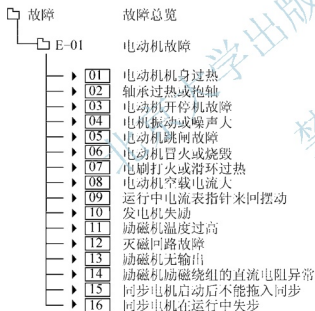 故障 故障总览
E-01 电动机故障
01 电动机机身过热
02 轴承过热或抱轴
03 电动机开停机故障
04 电机振动或噪声大
05 电动机跳闸故障
06 电动机冒火或烧毁
07 电刷打火或滑环过热
08 电动机空载电流大
09 运行中电流表指针来回摆动
10 发电机失励
11 励磁机温度过高
12 灭磁回路故障
13 励磁机无输出
14 励磁机励磁绕组的直流电阻异常
15 同步电机启动后不能拖入同步
16 同步电机在运行中失步